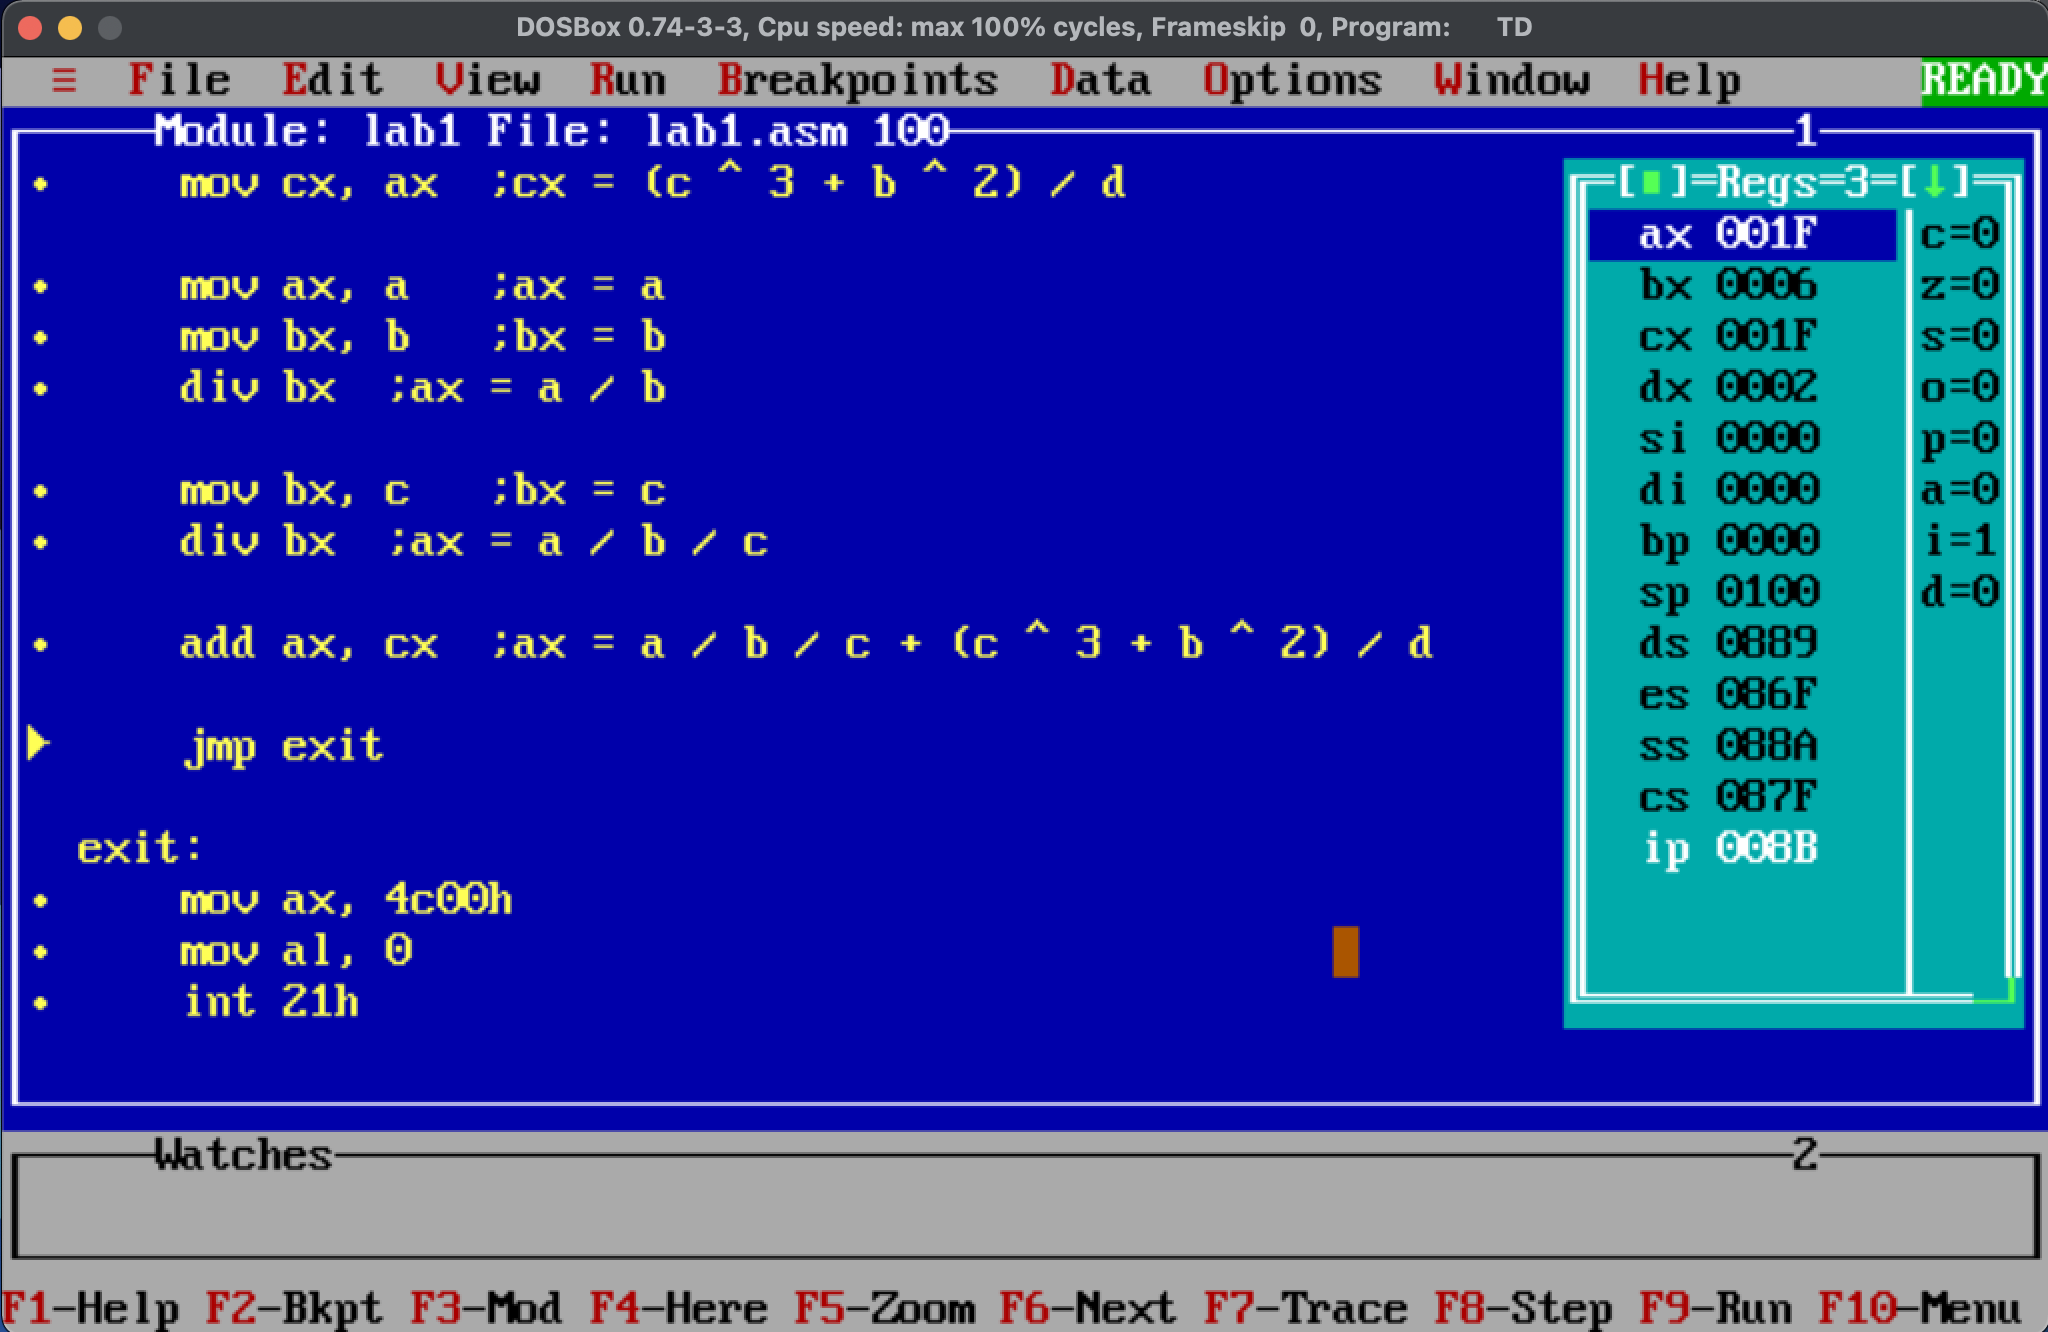 DOSBox 0.74-3-3, Cpu speed: max 100% cycles, Frameskip 0, Program: TD
≡ File Edit View Run Breakpoints Data Options Window Help READY
Module: lab1 File: lab1.asm 100 1
mov cx, ax ;cx = (c ^ 3 + b ^ 2) / d
mov ax, a ;ax = a
mov bx, b ;bx = b
div bx ;ax = a / b
mov bx, c ;bx = c
div bx ;ax = a / b / c
add ax, cx ;ax = a / b / c + (c ^ 3 + b ^ 2) / d
jmp exit
exit:
mov ax, 4c00h
mov al, 0
int 21h
[■]=Regs=3=[↓]
ax 001F c=0
bx 0006 z=0
cx 001F s=0
dx 0002 o=0
si 0000 p=0
di 0000 a=0
bp 0000 i=1
sp 0100 d=0
ds 0889
es 086F
ss 088A
cs 087F
ip 008B
Watches 2
F1-Help F2-Bkpt F3-Mod F4-Here F5-Zoom F6-Next F7-Trace F8-Step F9-Run F10-Menu